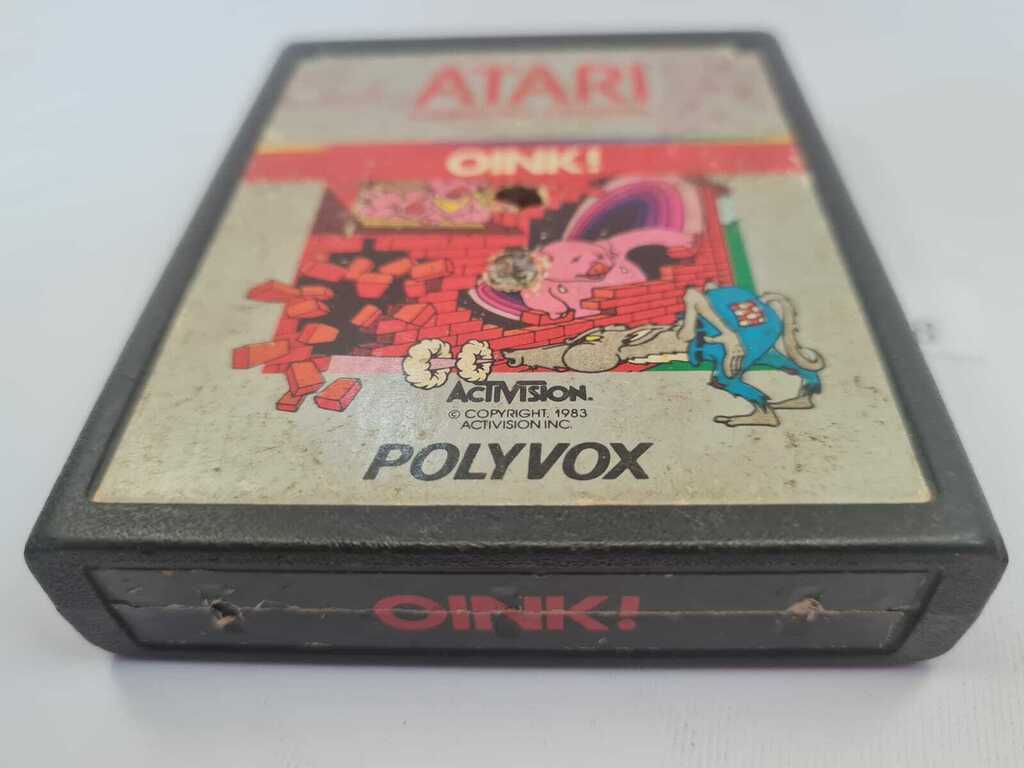 ATARI
OINK!
ACTIVISION.
© COPYRIGHT, 1983
ACTIVISION INC.
POLYVOX
OINK!